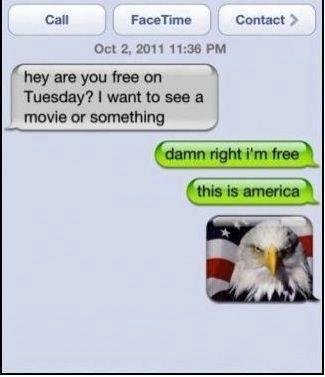 Call
FaceTime
Contact
Oct 2, 2011 11:36 PM
hey are you free on
Tuesday? I want to see a
movie or something
damn right i'm free
this is america